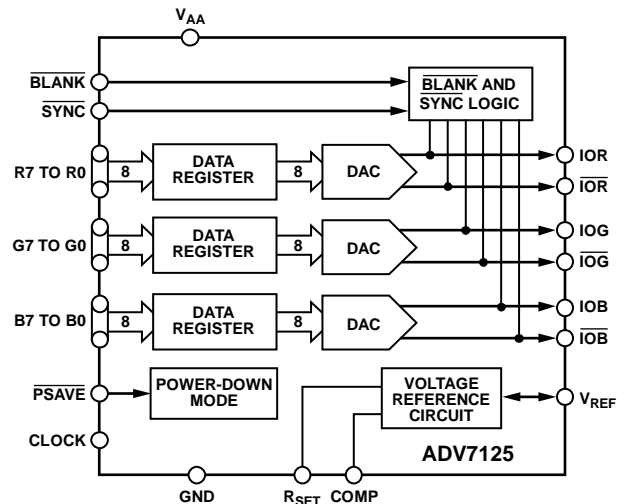 VAA
BLANK
SYNC
BLANK AND
SYNC LOGIC
R7 TO R0
8
DATA
REGISTER
8
DAC
IOR
IOR
G7 TO G0
8
DATA
REGISTER
8
DAC
IOG
IOG
B7 TO B0
8
DATA
REGISTER
8
DAC
IOB
IOB
PSAVE
POWER-DOWN
MODE
VOLTAGE
REFERENCE
CIRCUIT
VREF
CLOCK
ADV7125
GND
RSET
COMP